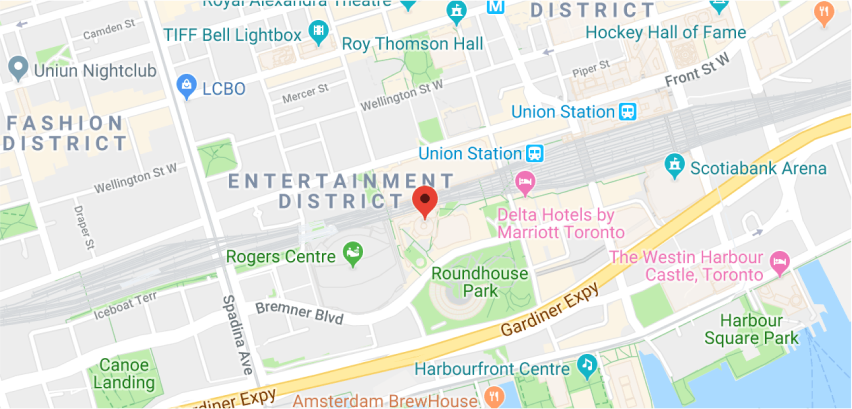 Royal Alexandra Theatre
DISTRICT
M
Camden St
TIFF Bell Lightbox
Roy Thomson Hall
Hockey Hall of Fame
Uniun Nightclub
Piper St
Front St W
LCBO
Mercer St
Wellington St W
Union Station
FASHION
DISTRICT
Union Station
Scotiabank Arena
Wellington St W
ENTERTAINMENT
DISTRICT
Draper St
Delta Hotels by
Marriott Toronto
Rogers Centre
The Westin Harbour
Castle, Toronto
Roundhouse
Park
Iceboat Terr
Spadina Ave
Bremner Blvd
Gardiner Expy
Harbour
Square Park
Canoe
Landing
Harbourfront Centre
Gardiner Expy
Amsterdam BrewHouse